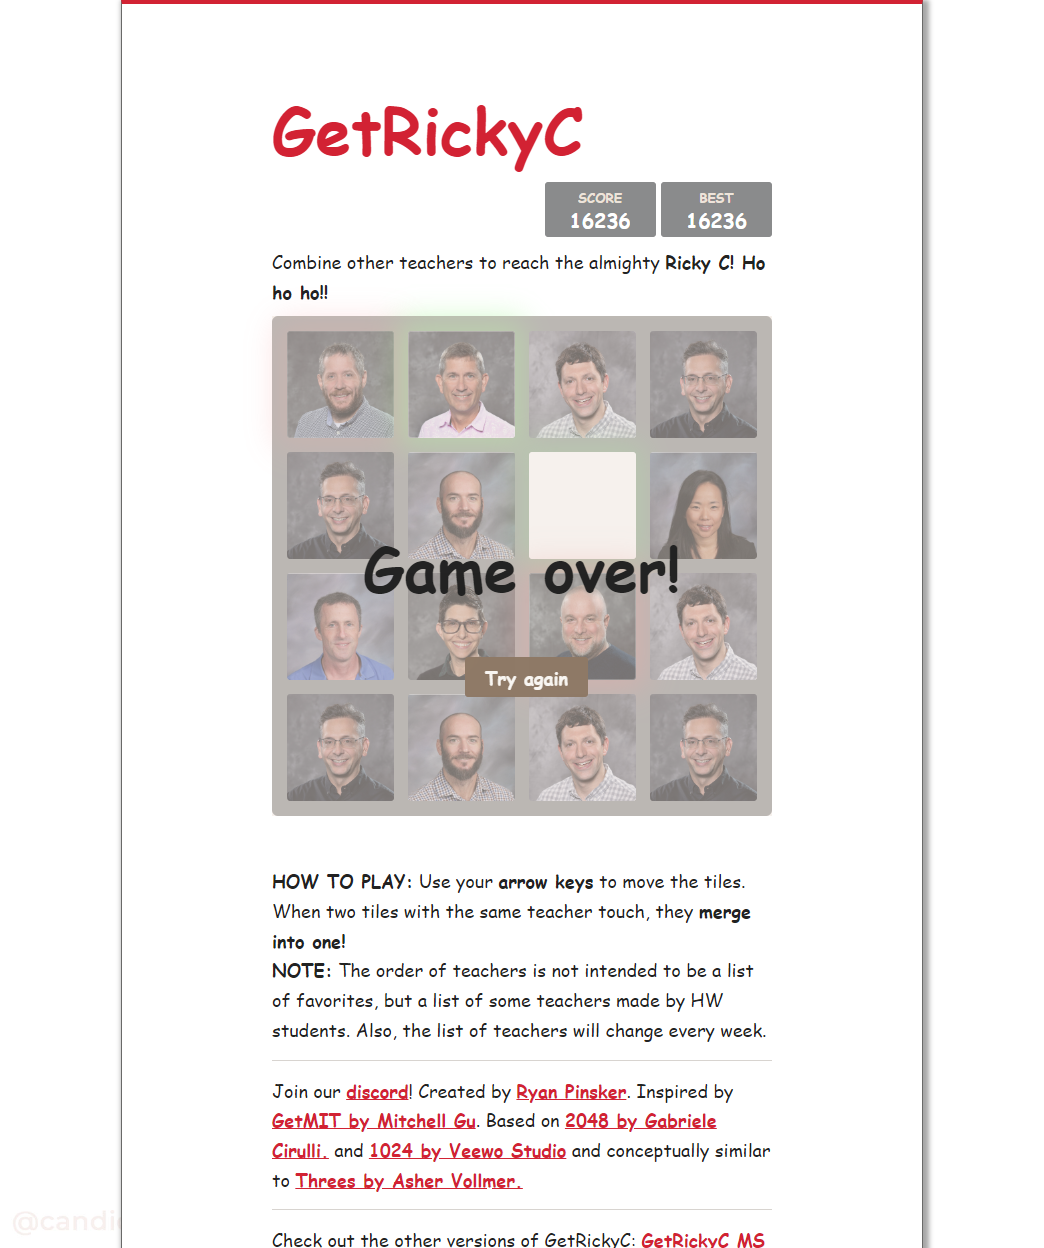 GetRickyC
SCORE
16236
BEST
16236
Combine other teachers to reach the almighty Ricky C! Ho
ho ho!!
Game over!
Try again
HOW TO PLAY: Use your arrow keys to move the tiles.
When two tiles with the same teacher touch, they merge
into one!
NOTE: The order of teachers is not intended to be a list
of favorites, but a list of some teachers made by HW
students. Also, the list of teachers will change every week.
Join our discord! Created by Ryan Pinsker. Inspired by
GetMIT by Mitchell Gu. Based on 2048 by Gabriele
Cirulli. and 1024 by Veewo Studio and conceptually similar
to Threes by Asher Vollmer.
Check out the other versions of GetRickyC: GetRickyC MS